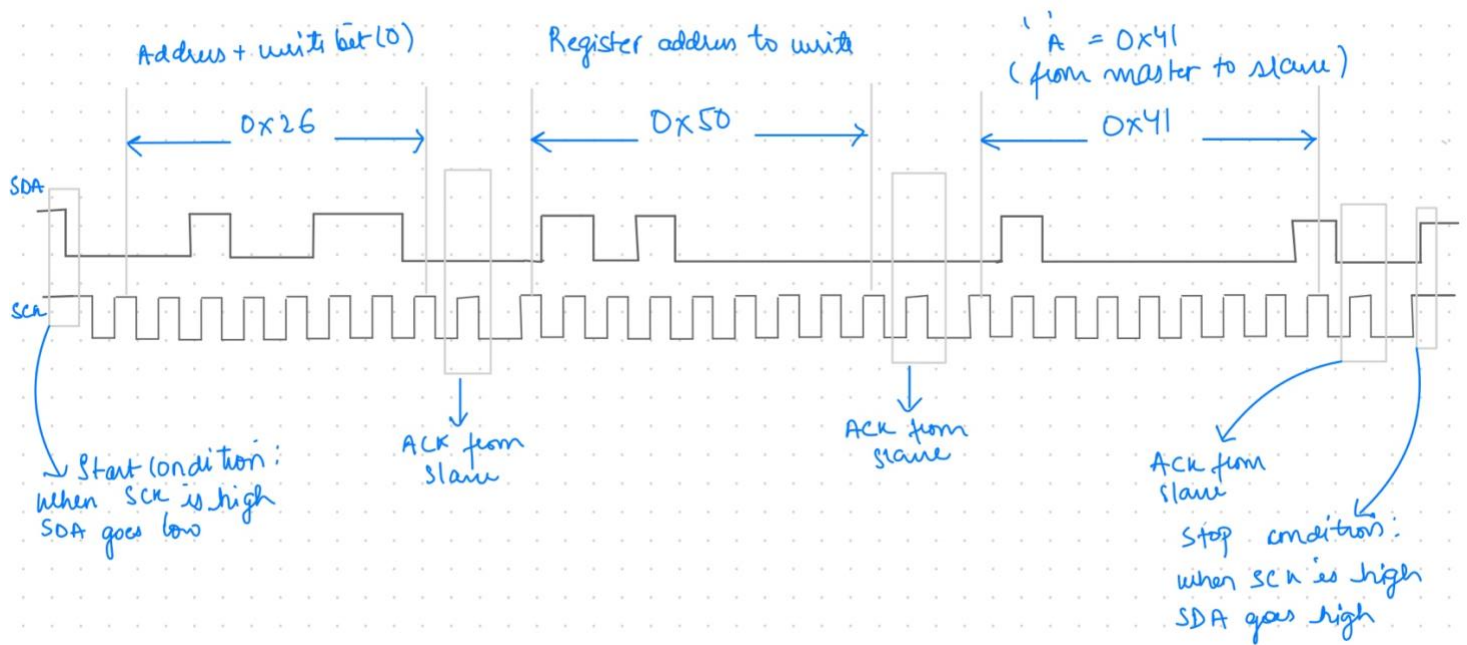 Address + write bit (0)
Register address to write
'A' = 0x41
(from master to slave)
0x26
0x50
0x41
SDA
SCK
Start condition:
when SCK is high
SDA goes low
ACK from
slave
ACK from
slave
ACK from
slave
Stop condition:
when SCK is high
SDA goes high